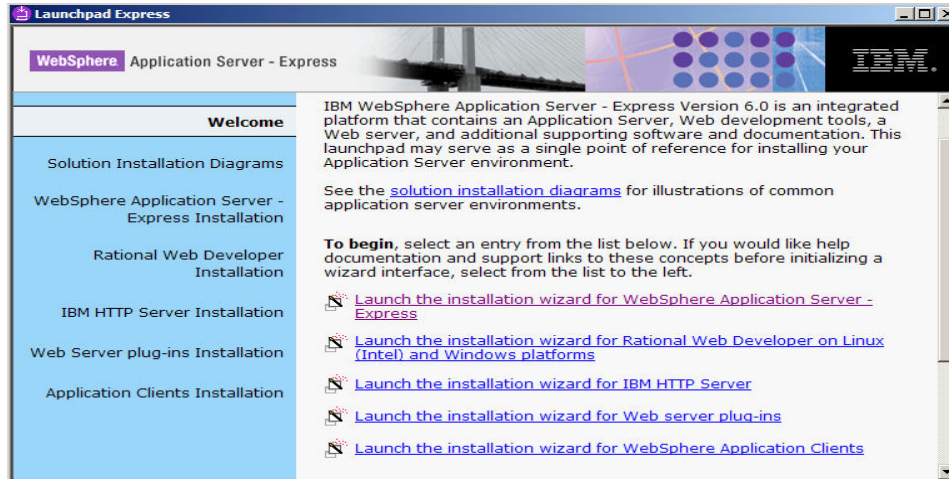 Launchpad Express
WebSphere. Application Server - Express
IBM.
Welcome
Solution Installation Diagrams
WebSphere Application Server -
Express Installation
Rational Web Developer
Installation
IBM HTTP Server Installation
Web Server plug-ins Installation
Application Clients Installation
IBM WebSphere Application Server - Express Version 6.0 is an integrated
platform that contains an Application Server, Web development tools, a
Web server, and additional supporting software and documentation. This
launchpad may serve as a single point of reference for installing your
Application Server environment.
See the solution installation diagrams for illustrations of common
application server environments.
To begin, select an entry from the list below. If you would like help
documentation and support links to these concepts before initializing a
wizard interface, select from the list to the left.
Launch the installation wizard for WebSphere Application Server -
Express
Launch the installation wizard for Rational Web Developer on Linux
(Intel) and Windows platforms
Launch the installation wizard for IBM HTTP Server
Launch the installation wizard for Web server plug-ins
Launch the installation wizard for WebSphere Application Clients